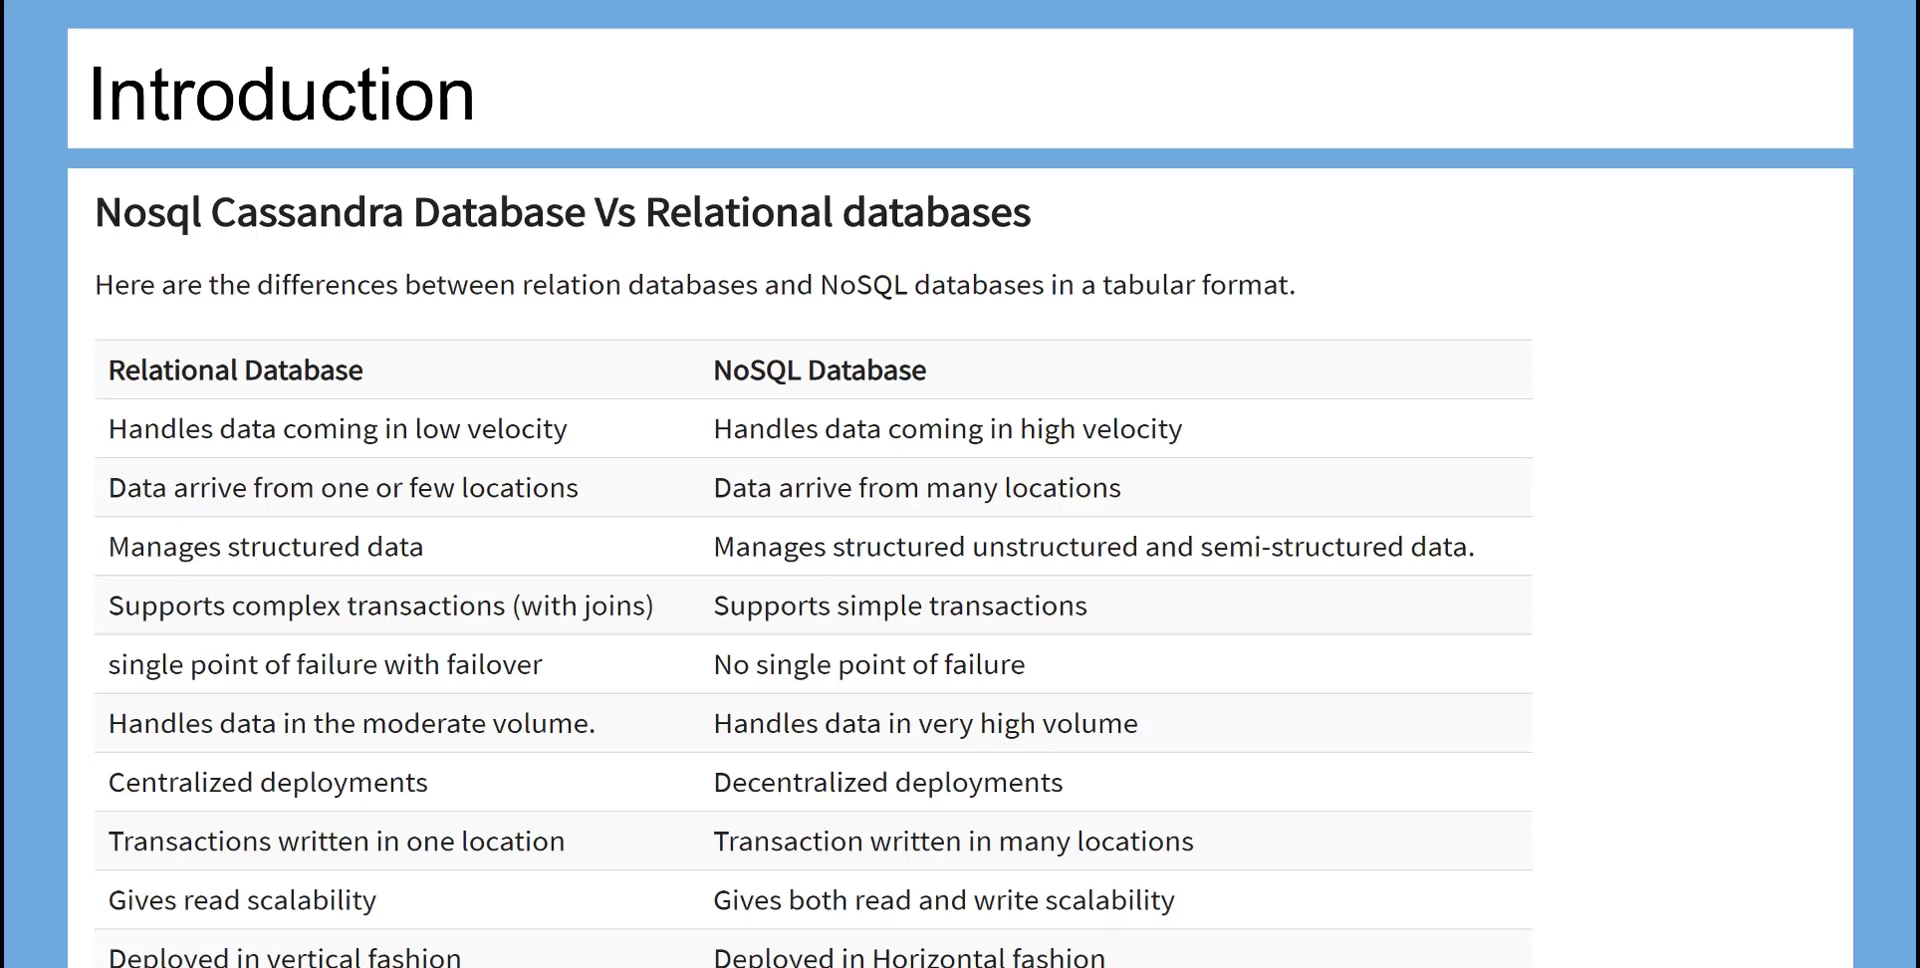 Introduction
Nosql Cassandra Database Vs Relational databases
Here are the differences between relation databases and NoSQL databases in a tabular format.
Relational Database NoSQL Database
Handles data coming in low velocity Handles data coming in high velocity
Data arrive from one or few locations Data arrive from many locations
Manages structured data Manages structured unstructured and semi-structured data.
Supports complex transactions (with joins) Supports simple transactions
single point of failure with failover No single point of failure
Handles data in the moderate volume. Handles data in very high volume
Centralized deployments Decentralized deployments
Transactions written in one location Transaction written in many locations
Gives read scalability Gives both read and write scalability
Deployed in vertical fashion Deployed in Horizontal fashion